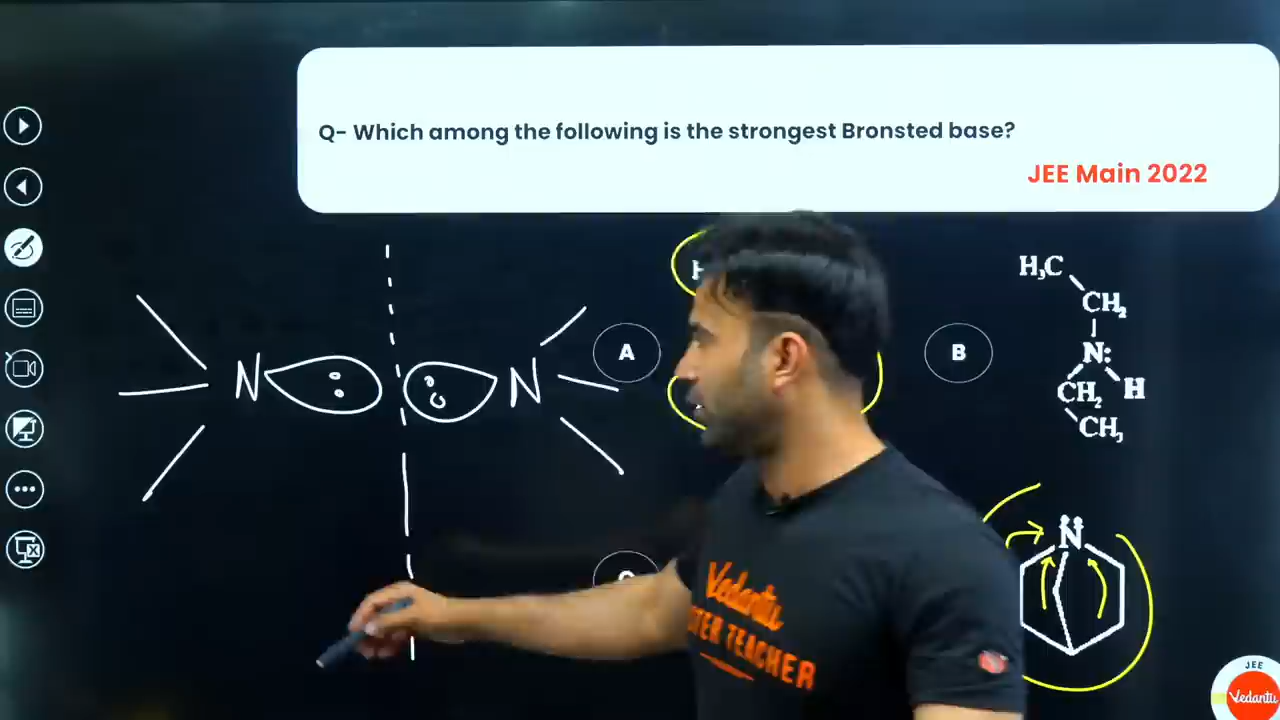 Q- Which among the following is the strongest Bronsted base?
JEE Main 2022
N
N
A
B
H₃C
CH₂
N:
CH₂
H
CH₃
N
Vedantu
TER TEACHER
JEE
Vedantu